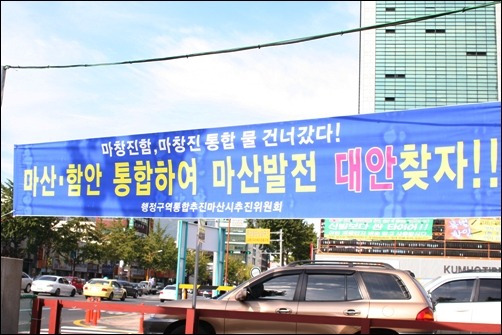 마창진함,마창진 통합 물 건너갔다!
마산·함안 통합하여 마산발전 대안찾자!!
행정구역통합추진마산시추진위원회
KUMHO